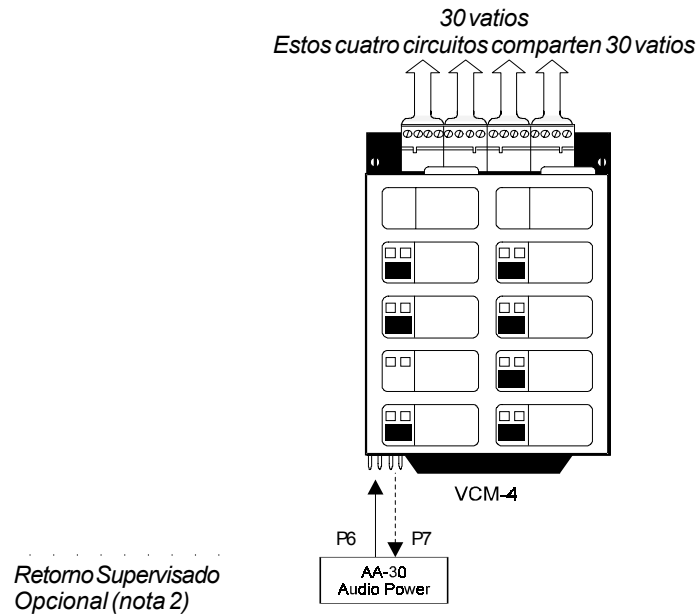 30 vatios
Estos cuatro circuitos comparten 30 vatios
VCM-4
P6 P7
AA-30
Audio Power
Retorno Supervisado
Opcional (nota 2)